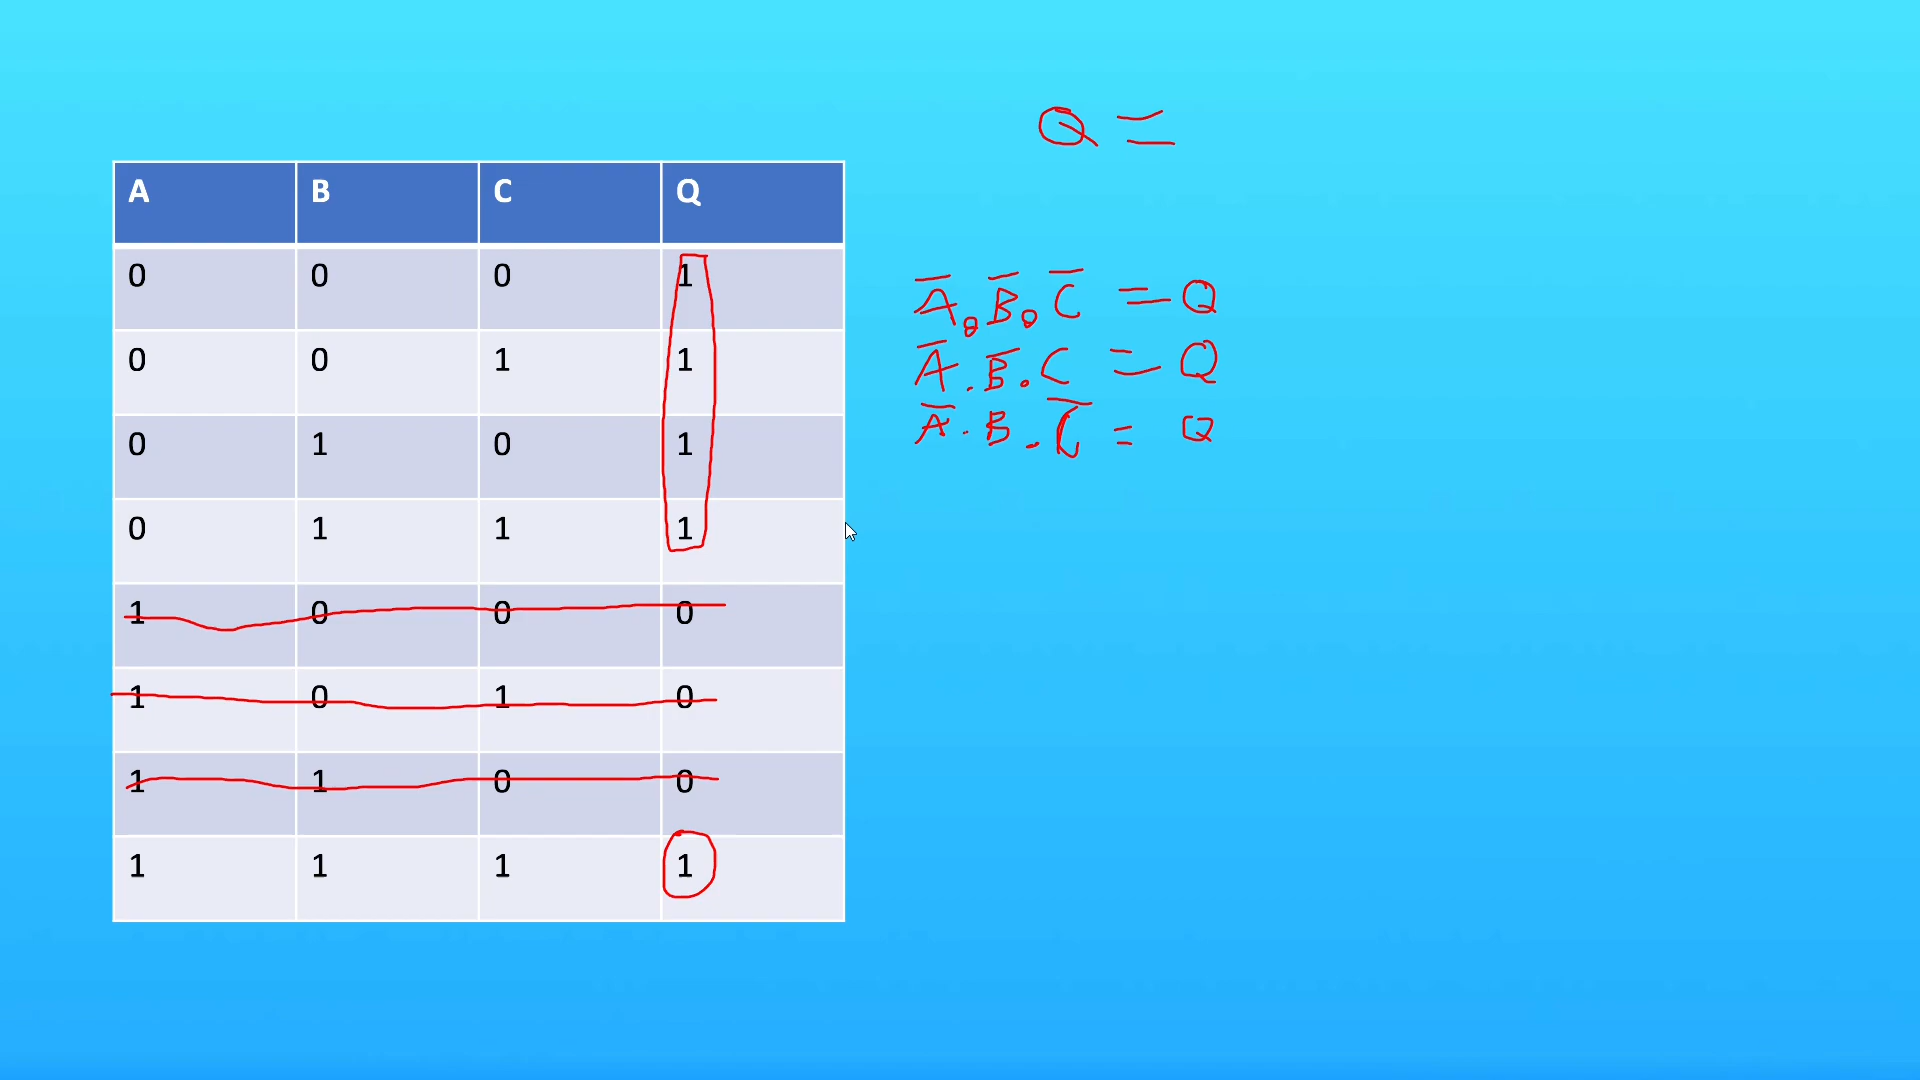 Q =
A B C Q
0 0 0 1
0 0 1 1
0 1 0 1
0 1 1 1
1 0 0 0
1 0 1 0
1 1 0 0
1 1 1 1
A̅.B̅.C̅ = Q
A̅.B̅.C = Q
A̅.B.C̅ = Q